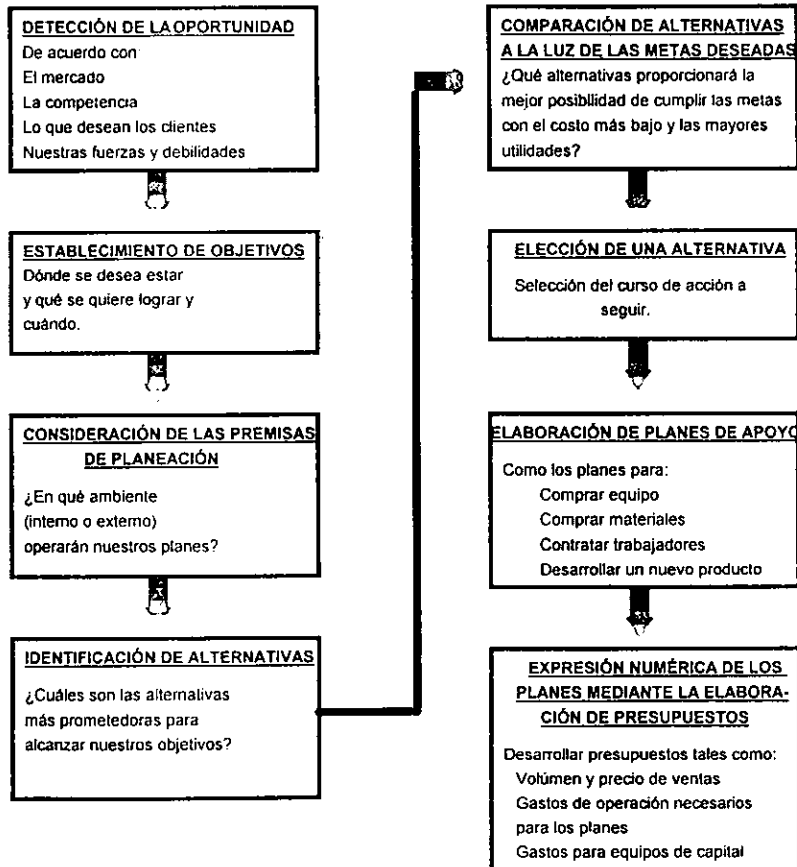 DETECCIÓN DE LA OPORTUNIDAD
De acuerdo con
El mercado
La competencia
Lo que desean los clientes
Nuestras fuerzas y debilidades
ESTABLECIMIENTO DE OBJETIVOS
Dónde se desea estar
y qué se quiere lograr y
cuándo.
CONSIDERACIÓN DE LAS PREMISAS
DE PLANEACIÓN
¿En qué ambiente
(interno o externo)
operarán nuestros planes?
IDENTIFICACIÓN DE ALTERNATIVAS
¿Cuáles son las alternativas
más prometedoras para
alcanzar nuestros objetivos?
COMPARACIÓN DE ALTERNATIVAS
A LA LUZ DE LAS METAS DESEADAS
¿Qué alternativas proporcionará la
mejor posibilidad de cumplir las metas
con el costo más bajo y las mayores
utilidades?
ELECCIÓN DE UNA ALTERNATIVA
Selección del curso de acción a
seguir.
ELABORACIÓN DE PLANES DE APOYO
Como los planes para:
Comprar equipo
Comprar materiales
Contratar trabajadores
Desarrollar un nuevo producto
EXPRESIÓN NUMÉRICA DE LOS
PLANES MEDIANTE LA ELABORA-
CIÓN DE PRESUPUESTOS
Desarrollar presupuestos tales como:
Volúmen y precio de ventas
Gastos de operación necesarios
para los planes
Gastos para equipos de capital